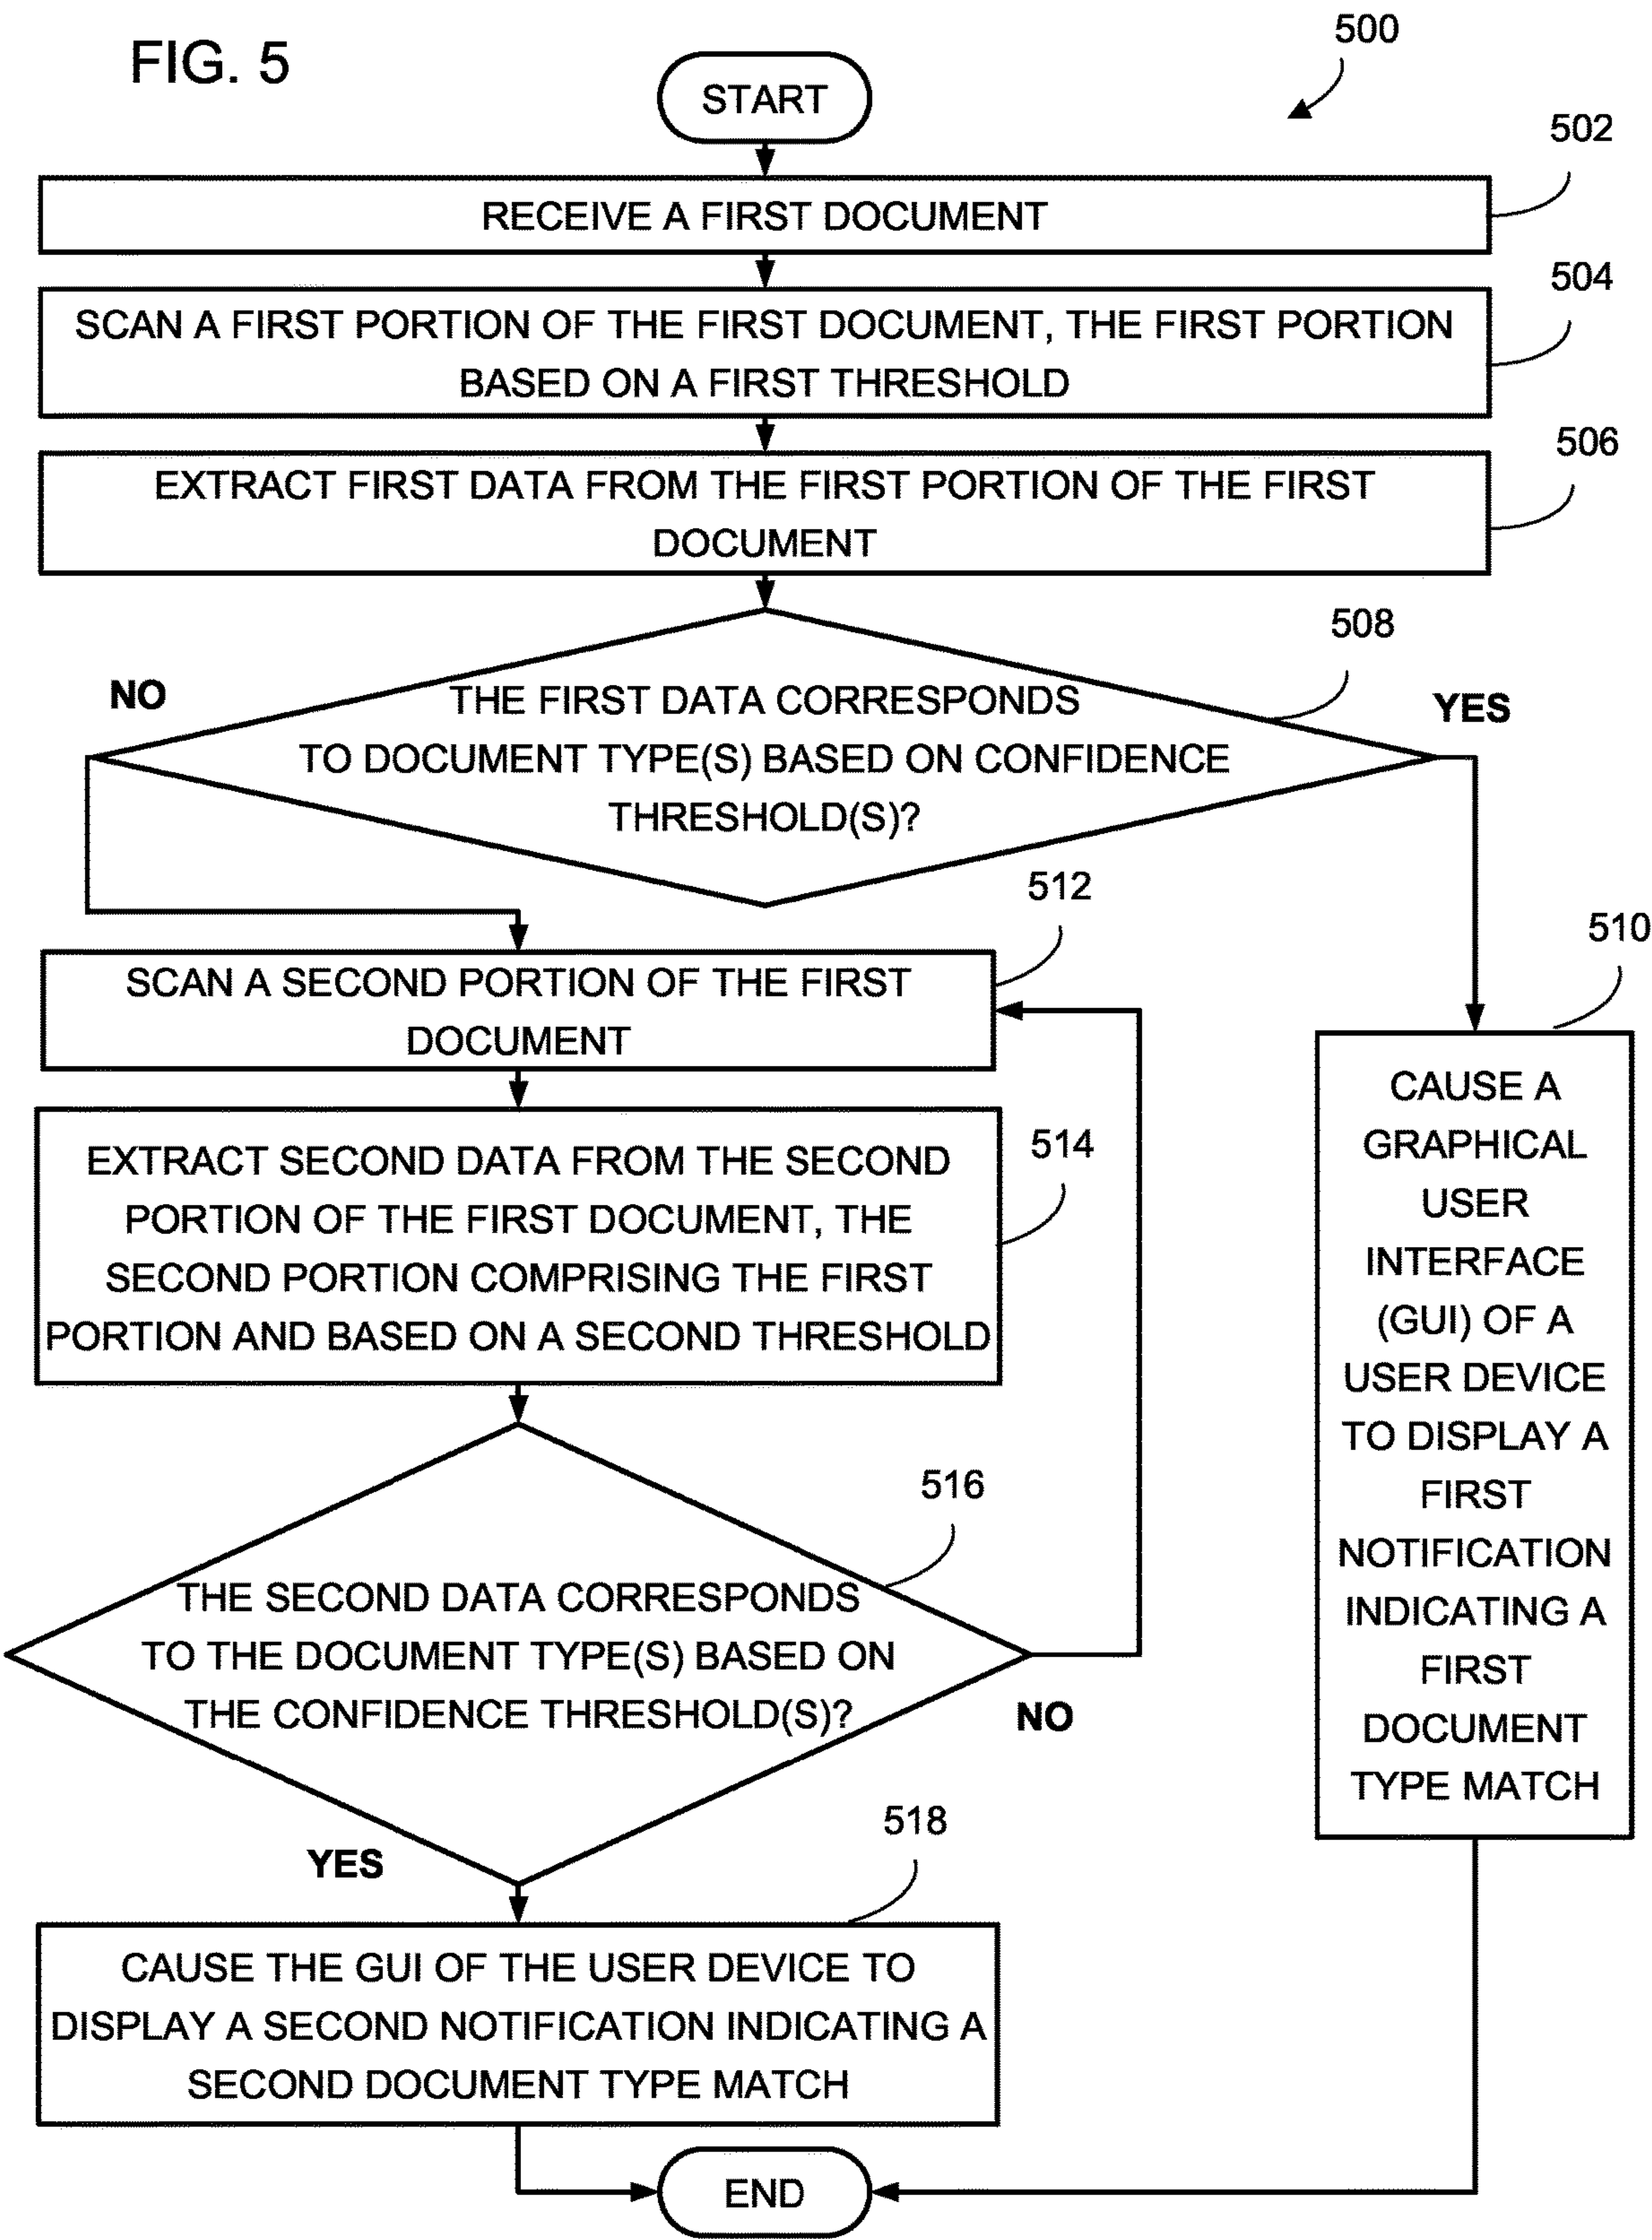 FIG. 5
500
START
502
RECEIVE A FIRST DOCUMENT
504
SCAN A FIRST PORTION OF THE FIRST DOCUMENT, THE FIRST PORTION
BASED ON A FIRST THRESHOLD
506
EXTRACT FIRST DATA FROM THE FIRST PORTION OF THE FIRST
DOCUMENT
508
NO
YES
THE FIRST DATA CORRESPONDS
TO DOCUMENT TYPE(S) BASED ON CONFIDENCE
THRESHOLD(S)?
512
SCAN A SECOND PORTION OF THE FIRST
DOCUMENT
514
EXTRACT SECOND DATA FROM THE SECOND
PORTION OF THE FIRST DOCUMENT, THE
SECOND PORTION COMPRISING THE FIRST
PORTION AND BASED ON A SECOND THRESHOLD
516
THE SECOND DATA CORRESPONDS
TO THE DOCUMENT TYPE(S) BASED ON
THE CONFIDENCE THRESHOLD(S)?
NO
YES
518
CAUSE THE GUI OF THE USER DEVICE TO
DISPLAY A SECOND NOTIFICATION INDICATING A
SECOND DOCUMENT TYPE MATCH
510
CAUSE A
GRAPHICAL
USER
INTERFACE
(GUI) OF A
USER DEVICE
TO DISPLAY A
FIRST
NOTIFICATION
INDICATING A
FIRST
DOCUMENT
TYPE MATCH
END